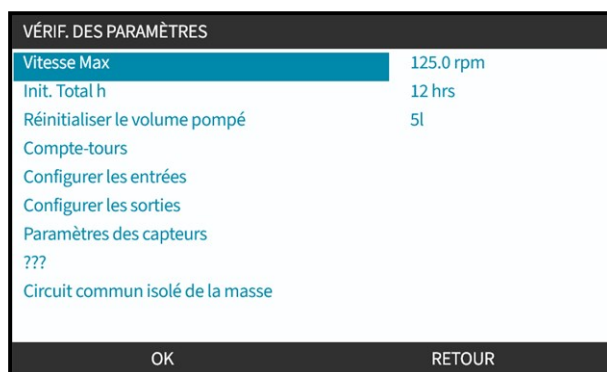 VÉRIF. DES PARAMÈTRES
Vitesse Max 125.0 rpm
Init. Total h 12 hrs
Réinitialiser le volume pompé 5l
Compte-tours
Configurer les entrées
Configurer les sorties
Paramètres des capteurs
???
Circuit commun isolé de la masse
OK RETOUR